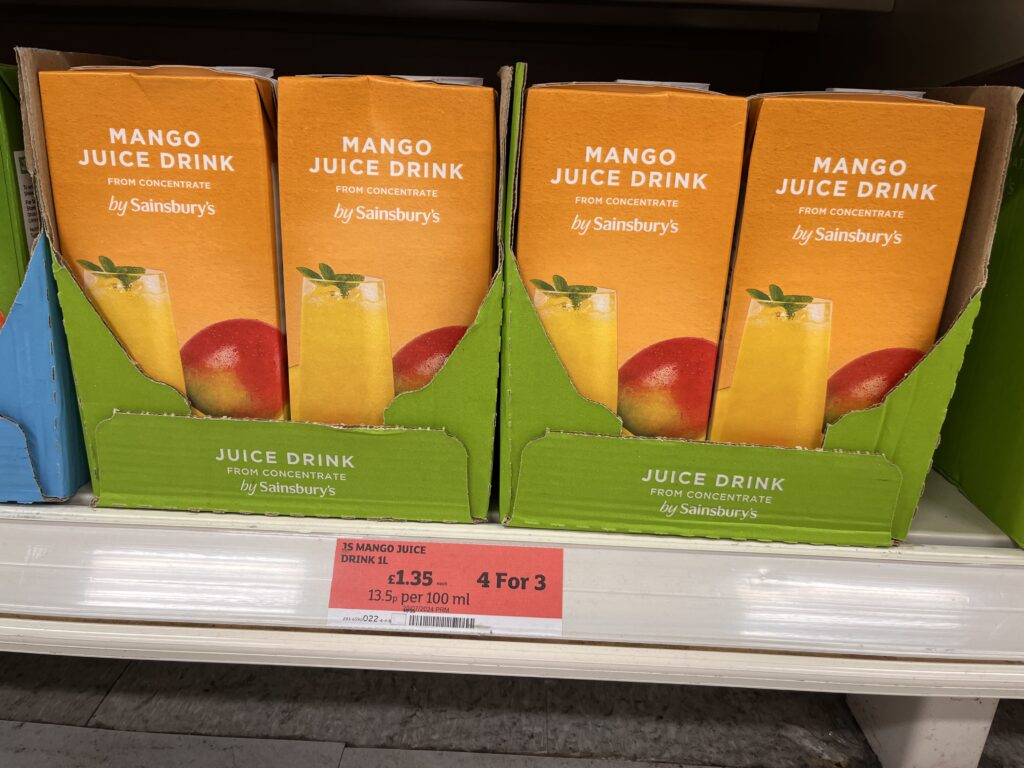 MANGO
JUICE DRINK
FROM CONCENTRATE
by Sainsbury's
MANGO
JUICE DRINK
FROM CONCENTRATE
by Sainsbury's
MANGO
JUICE DRINK
FROM CONCENTRATE
by Sainsbury's
MANGO
JUICE DRINK
FROM CONCENTRATE
by Sainsbury's
JUICE DRINK
FROM CONCENTRATE
by Sainsbury's
JUICE DRINK
FROM CONCENTRATE
by Sainsbury's
JS MANGO JUICE
DRINK 1L
£1.35 each
4 For 3
13.5p per 100 ml
022